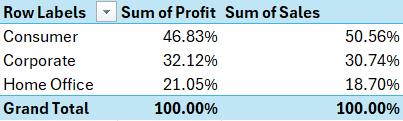 Row Labels Sum of Profit Sum of Sales
Consumer 46.83% 50.56%
Corporate 32.12% 30.74%
Home Office 21.05% 18.70%
Grand Total 100.00% 100.00%